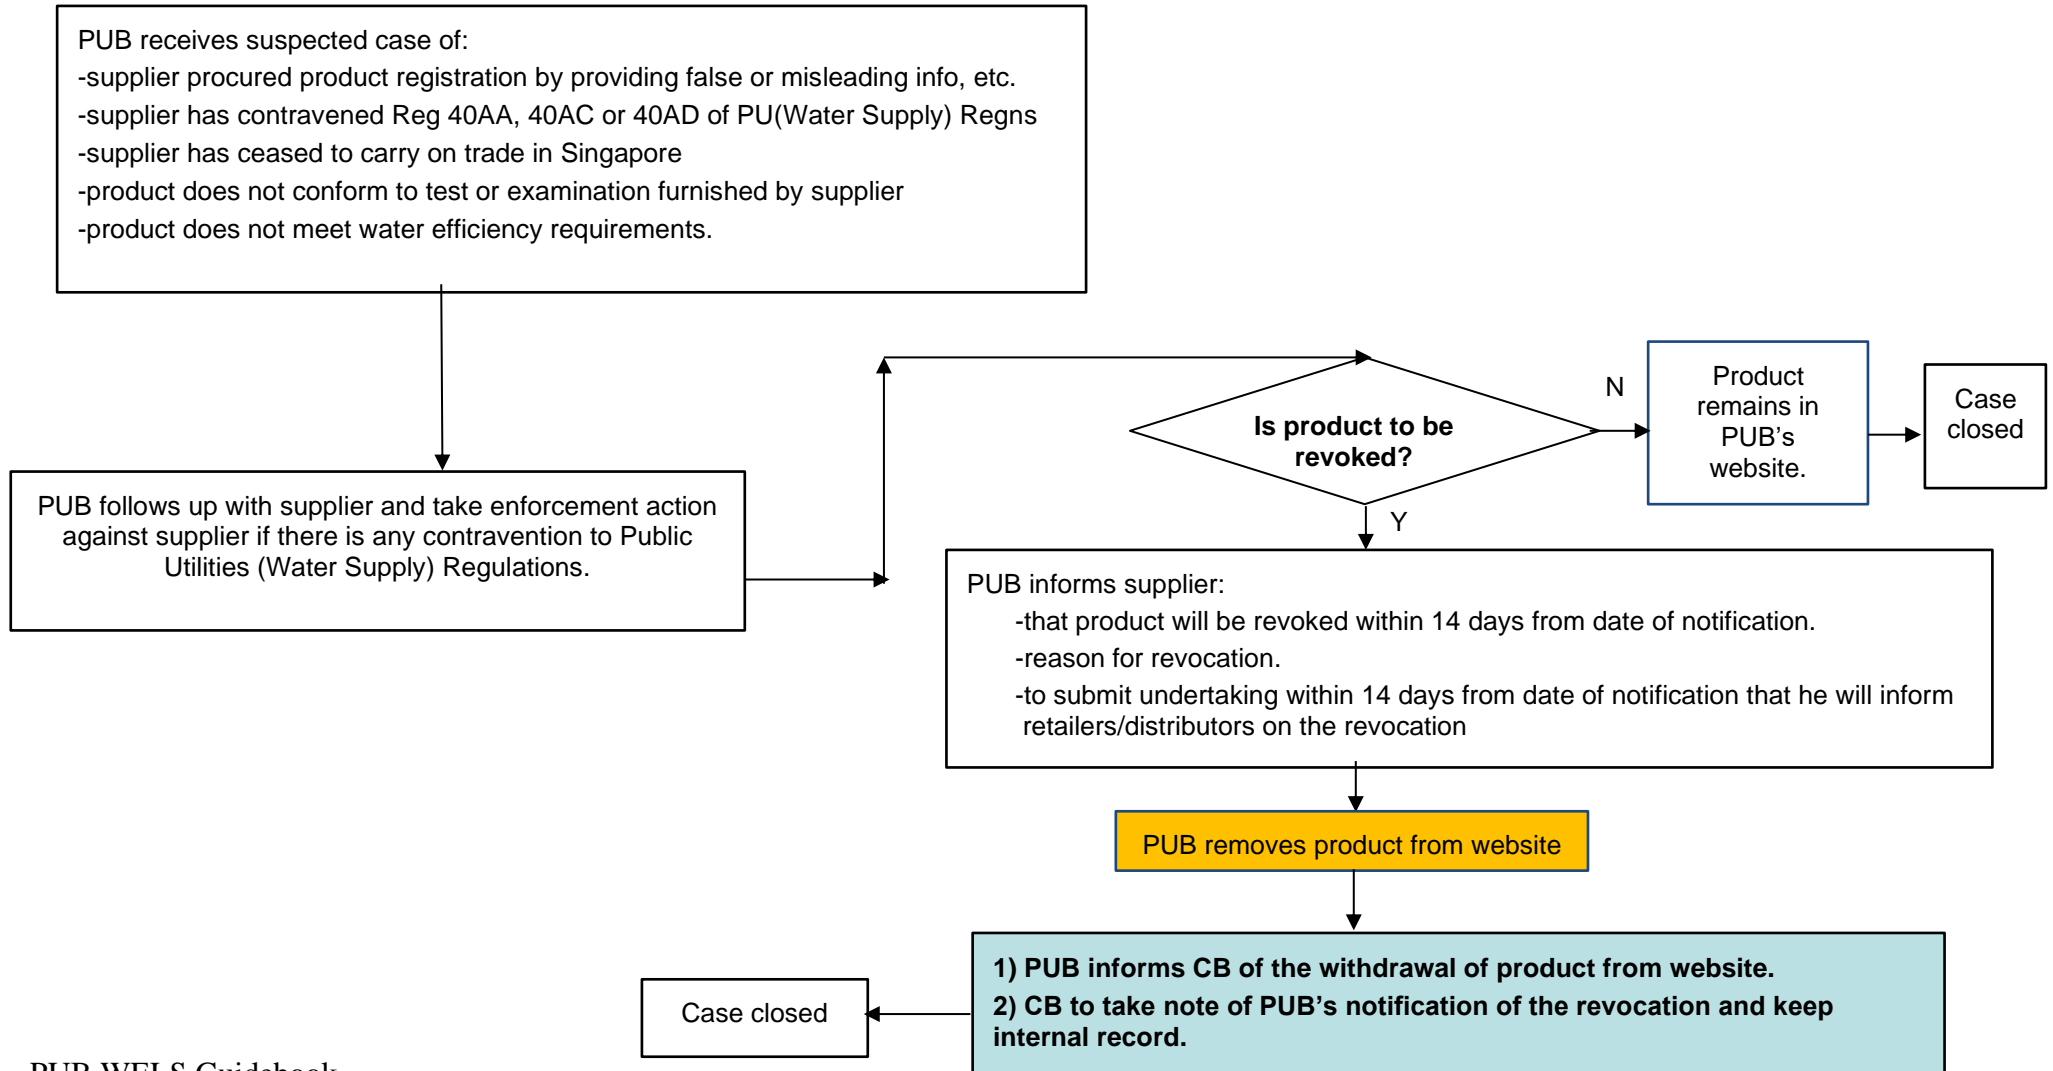 PUB receives suspected case of:
-supplier procured product registration by providing false or misleading info, etc.
-supplier has contravened Reg 40AA, 40AC or 40AD of PU(Water Supply) Regns
-supplier has ceased to carry on trade in Singapore
-product does not conform to test or examination furnished by supplier
-product does not meet water efficiency requirements.
PUB follows up with supplier and take enforcement action
against supplier if there is any contravention to Public
Utilities (Water Supply) Regulations.
Is product to be
revoked?
N
Product
remains in
PUB’s
website.
Case
closed
Y
PUB informs supplier:
-that product will be revoked within 14 days from date of notification.
-reason for revocation.
-to submit undertaking within 14 days from date of notification that he will inform
retailers/distributors on the revocation
PUB removes product from website
1) PUB informs CB of the withdrawal of product from website.
2) CB to take note of PUB’s notification of the revocation and keep
internal record.
Case closed
PUB WELS Guidebook